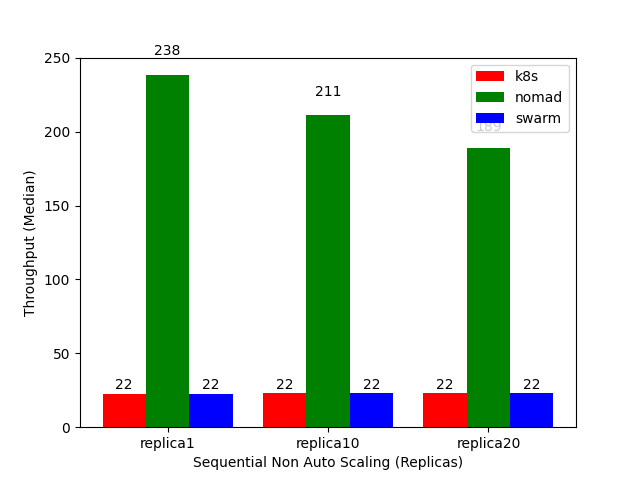 238
250
k8s
nomad
swarm
211
189
200
150
100
50
0
22
22
22
22
22
22
replica1
replica10
replica20
Throughput (Median)
Sequential Non Auto Scaling (Replicas)